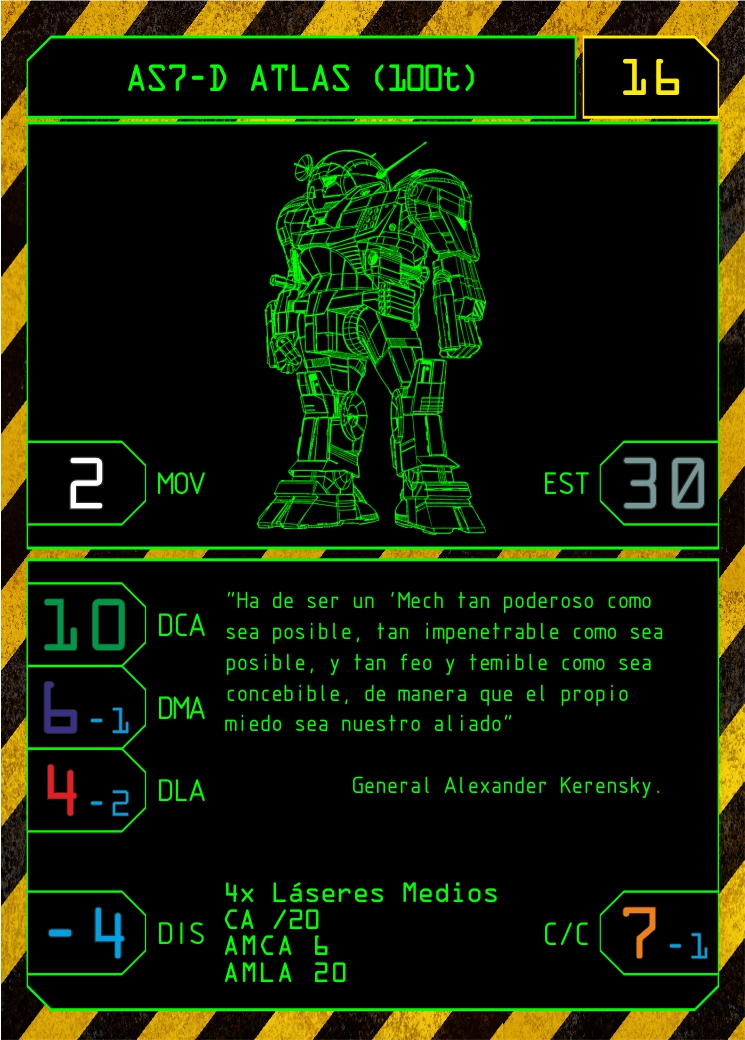 AS7-D ATLAS (100t)
16
2 MOV
EST 30
10 DCA
6 -1 DMA
4 -2 DLA
"Ha de ser un 'Mech tan poderoso como
sea posible, tan impenetrable como sea
posible, y tan feo y temible como sea
concebible, de manera que el propio
miedo sea nuestro aliado"
General Alexander Kerensky.
-4 DIS
4x Láseres Medios
CA /20
AMCA 6
AMLA 20
C/C 7 -1